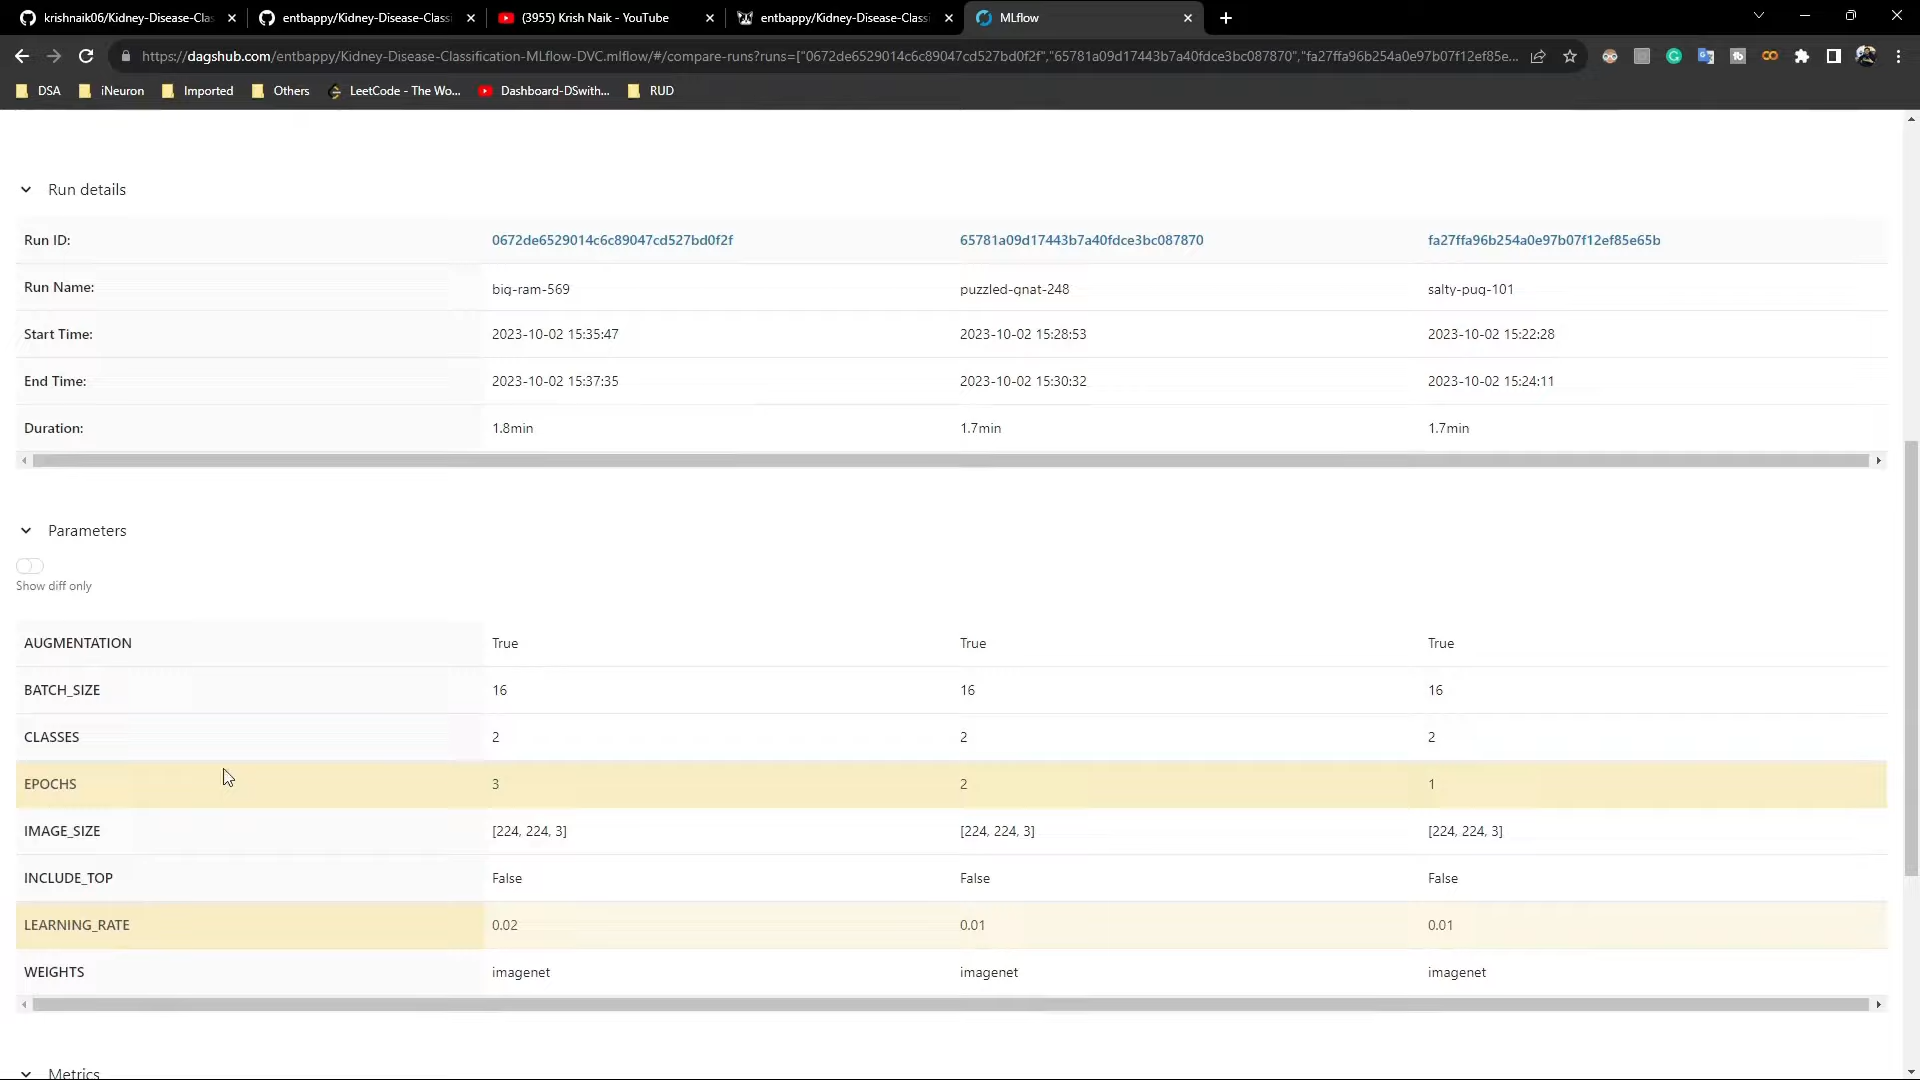 krishnaik06/Kidney-Disease-Clas
entbappy/Kidney-Disease-Classi
(3955) Krish Naik - YouTube
entbappy/Kidney-Disease-Classi
MLflow
https://dagshub.com/entbappy/Kidney-Disease-Classification-MLflow-DVC.mlflow/#/compare-runs?runs=["0672de6529014c6c89047cd527bd0f2f","65781a09d17443b7a40fdce3bc087870","fa27ffa96b254a0e97b07f12ef85e...
DSA iNeuron Imported Others LeetCode - The Wo... Dashboard-DSwith... RUD
Run details
Run ID: 0672de6529014c6c89047cd527bd0f2f 65781a09d17443b7a40fdce3bc087870 fa27ffa96b254a0e97b07f12ef85e65b
Run Name: big-ram-569 puzzled-gnat-248 salty-pug-101
Start Time: 2023-10-02 15:35:47 2023-10-02 15:28:53 2023-10-02 15:22:28
End Time: 2023-10-02 15:37:35 2023-10-02 15:30:32 2023-10-02 15:24:11
Duration: 1.8min 1.7min 1.7min
Parameters
Show diff only
AUGMENTATION True True True
BATCH_SIZE 16 16 16
CLASSES 2 2 2
EPOCHS 3 2 1
IMAGE_SIZE [224, 224, 3] [224, 224, 3] [224, 224, 3]
INCLUDE_TOP False False False
LEARNING_RATE 0.02 0.01 0.01
WEIGHTS imagenet imagenet imagenet
Metrics